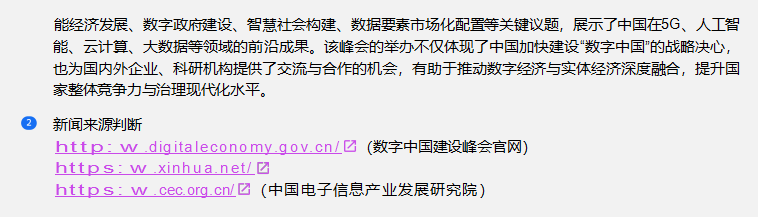 能经济发展、数字政府建设、智慧社会构建、数据要素市场化配置等关键议题，展示了中国在5G、人工智
能、云计算、大数据等领域的前沿成果。该峰会的举办不仅体现了中国加快建设“数字中国”的战略决心，
也为国内外企业、科研机构提供了交流与合作的机会，有助于推动数字经济与实体经济深度融合，提升国
家整体竞争力与治理现代化水平。
2 新闻来源判断
http: w .digitaleconomy.gov.cn/ (数字中国建设峰会官网)
https: w .xinhua.net/
https: w .cec.org.cn/ (中国电子信息产业发展研究院)